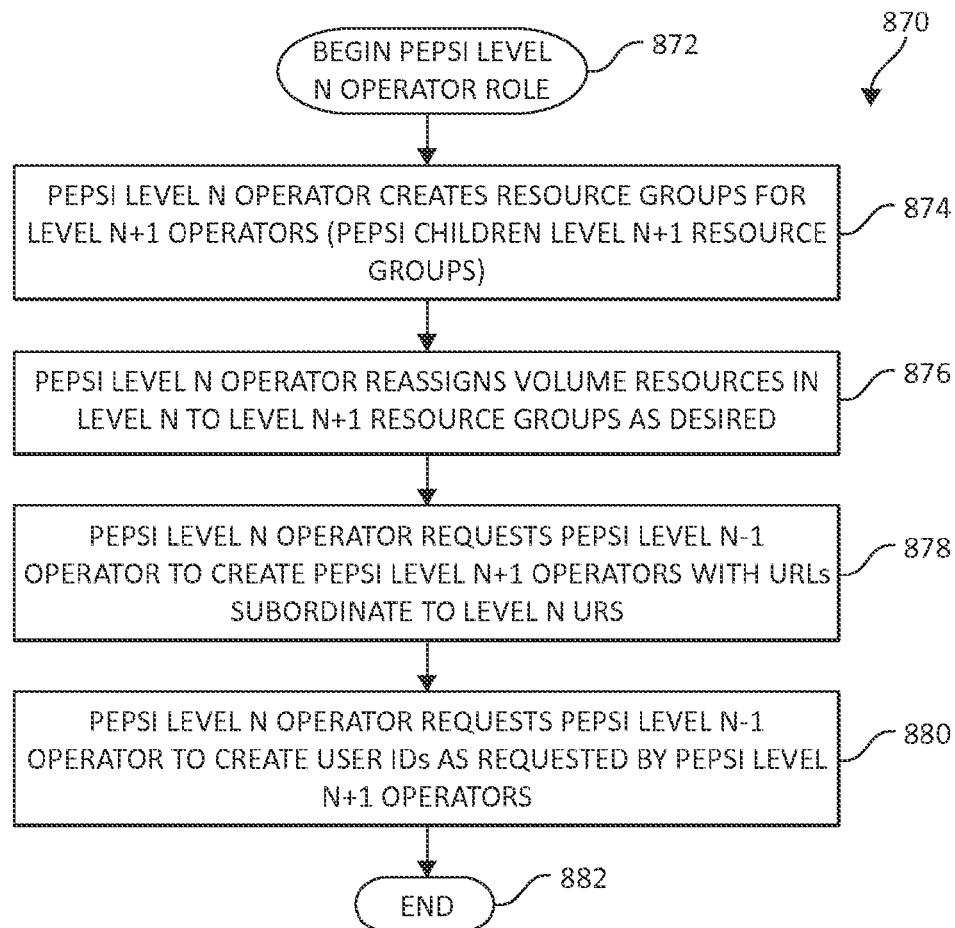 870
BEGIN PEPSI LEVEL
N OPERATOR ROLE
872
PEPSI LEVEL N OPERATOR CREATES RESOURCE GROUPS FOR
LEVEL N+1 OPERATORS (PEPSI CHILDREN LEVEL N+1 RESOURCE
GROUPS)
874
PEPSI LEVEL N OPERATOR REASSIGNS VOLUME RESOURCES IN
LEVEL N TO LEVEL N+1 RESOURCE GROUPS AS DESIRED
876
PEPSI LEVEL N OPERATOR REQUESTS PEPSI LEVEL N-1
OPERATOR TO CREATE PEPSI LEVEL N+1 OPERATORS WITH URLs
SUBORDINATE TO LEVEL N URS
878
PEPSI LEVEL N OPERATOR REQUESTS PEPSI LEVEL N-1
OPERATOR TO CREATE USER IDs AS REQUESTED BY PEPSI LEVEL
N+1 OPERATORS
880
END
882